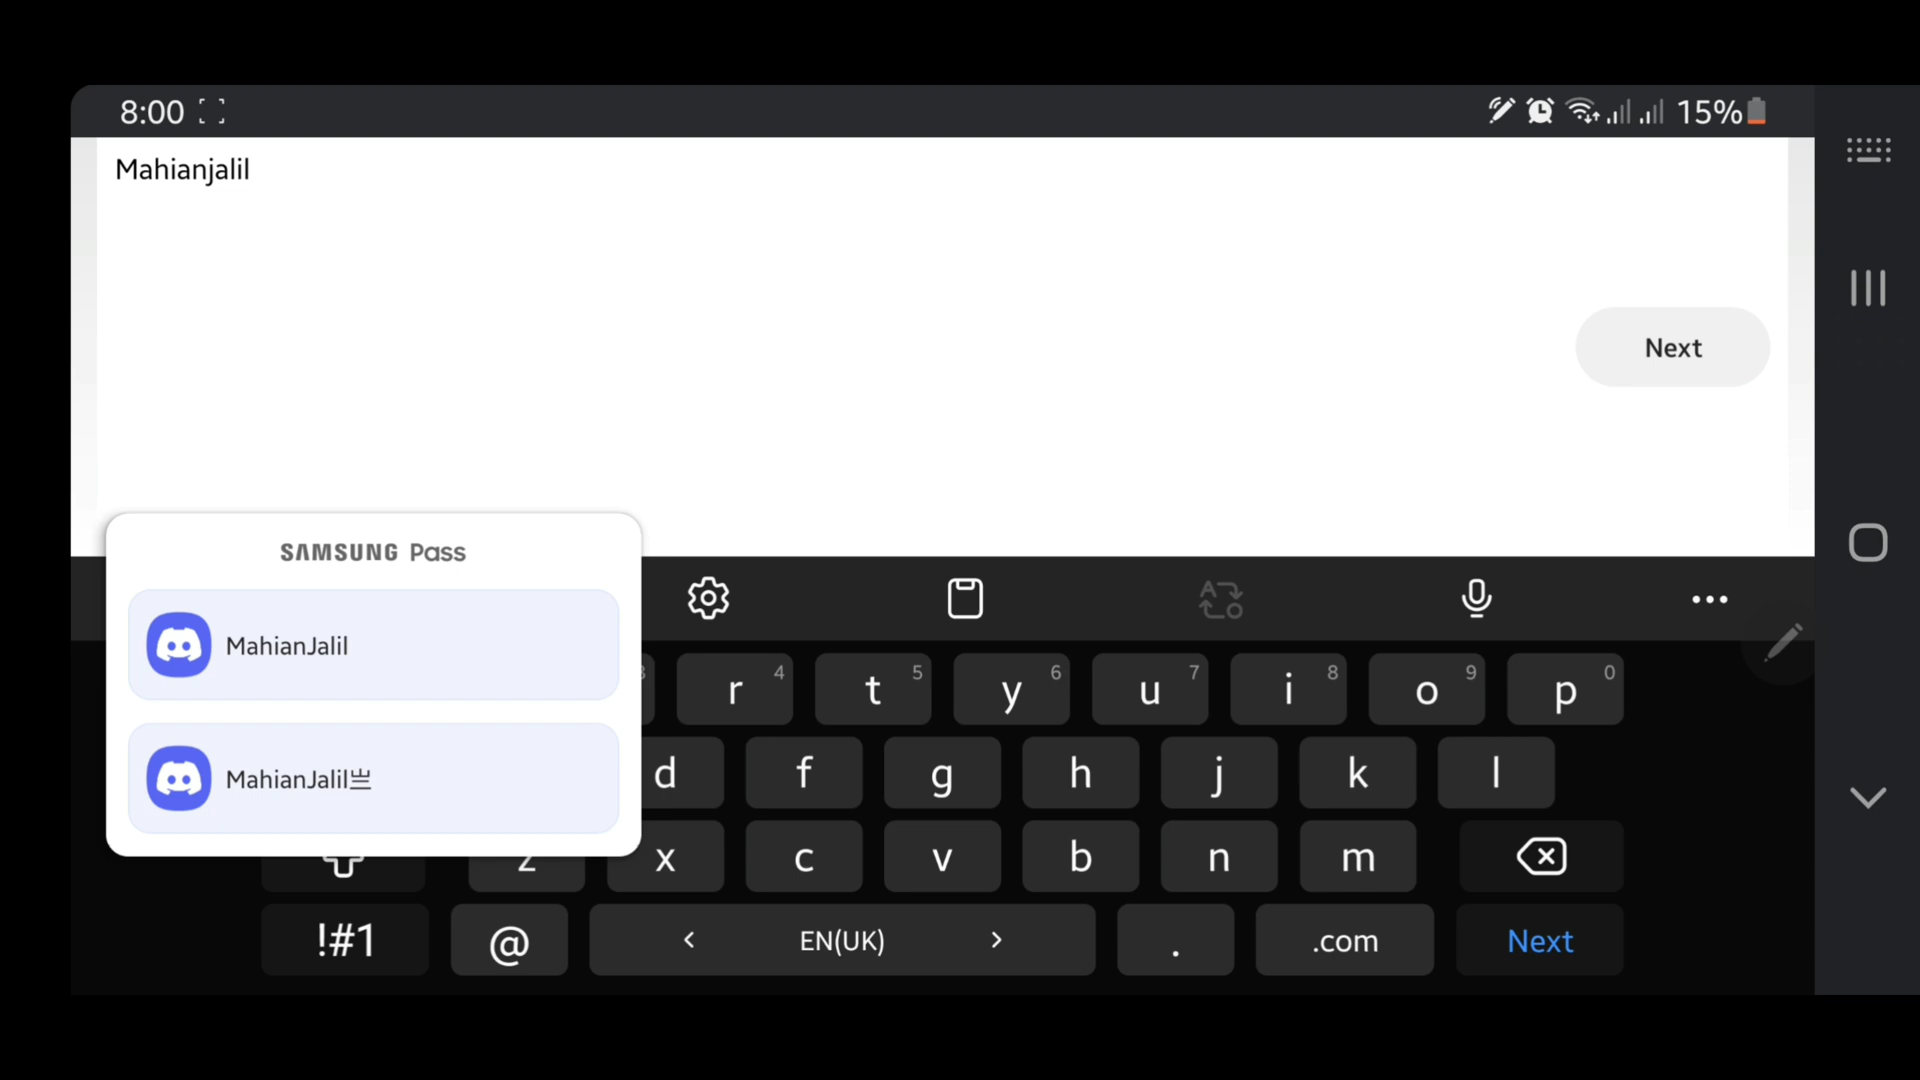 8:00
15%
Mahianjalil
Next
SAMSUNG Pass
MahianJalil
MahianJalil亗
r 4 t 5 y 6 u 7 i 8 o 9 p 0
d f g h j k l
z x c v b n m
!#1 @ < EN(UK) > . .com Next